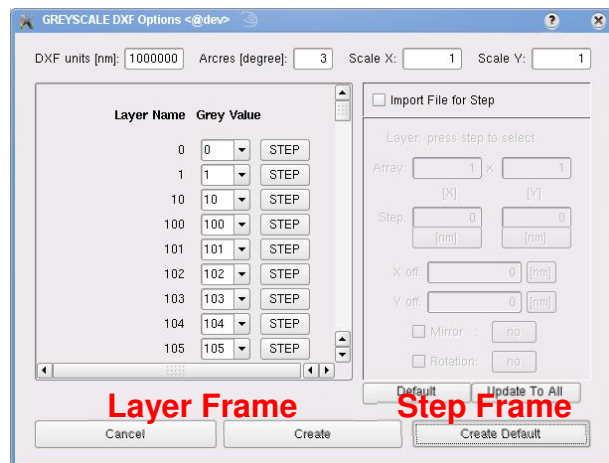 GREYSCALE DXF Options <@dev>
DXF units [nm]: 1000000 Arcres [degree]: 3 Scale X: 1 Scale Y: 1
Layer Name Grey Value
0 0 STEP
1 1 STEP
10 10 STEP
100 100 STEP
101 101 STEP
102 102 STEP
103 103 STEP
104 104 STEP
105 105 STEP
Import File for Step
Layer: press step to select
Array: 1 x 1
[X] [Y]
Step: 0 0
[nm] [nm]
X off: 0 [nm]
Y off: 0 [nm]
Mirror : no
Rotation: no
Default Update To All
Layer Frame Step Frame
Cancel Create Create Default